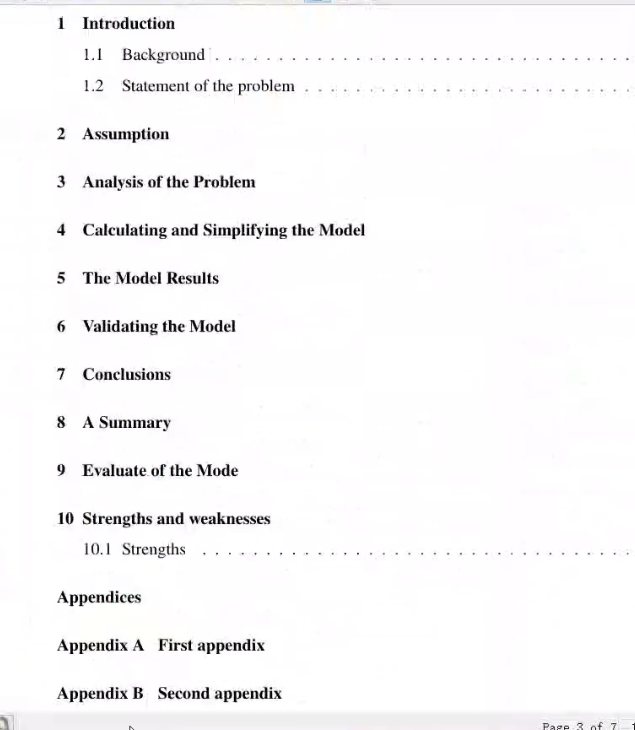 1 Introduction
1.1 Background . . . . . . . . . . . . . . . . . . . . . . . . . . . . . . . . . .
1.2 Statement of the problem . . . . . . . . . . . . . . . . . . . . . . . . . . .
2 Assumption
3 Analysis of the Problem
4 Calculating and Simplifying the Model
5 The Model Results
6 Validating the Model
7 Conclusions
8 A Summary
9 Evaluate of the Mode
10 Strengths and weaknesses
10.1 Strengths . . . . . . . . . . . . . . . . . . . . . . . . . . . . . . . . . . .
Appendices
Appendix A First appendix
Appendix B Second appendix
Page 3 of 7